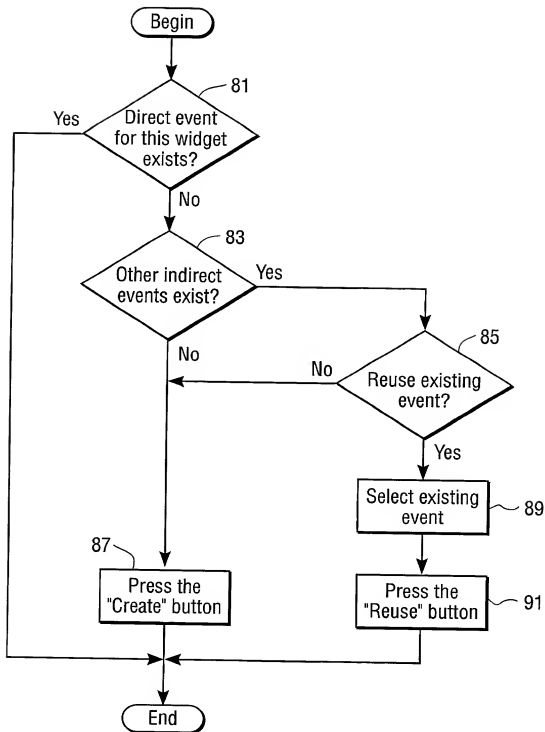 Begin
81
Yes
Direct event
for this widget
exists?
No
83
Other indirect
events exist?
Yes
No
85
No
Reuse existing
event?
Yes
Select existing
event
89
87
Press the
"Create" button
Press the
"Reuse" button
91
End